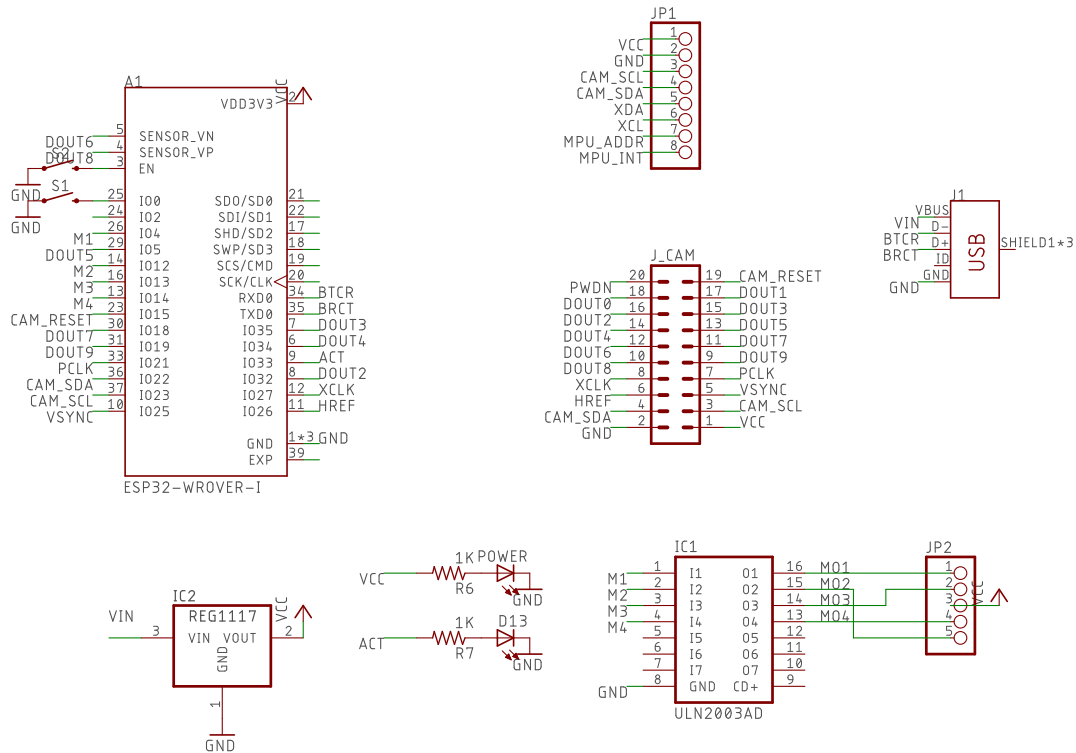 A1
VCC
VDD3V3 2
DOUT6 5 SENSOR_VN
DOUT8 4 SENSOR_VP
S2 3 EN
GND
S1 25 IO0 SDO/SD0 21
GND
24 IO2 SDI/SD1 22
26 IO4 SHD/SD2 17
M1 29 IO5 SWP/SD3 18
DOUT5 14 IO12 SCS/CMD 19
M2 16 IO13 SCK/CLK 20
M3 13 IO14 RXD0 34 BTCR
M4 23 IO15 TXD0 35 BRCT
CAM_RESET 30 IO18 IO35 7 DOUT3
DOUT7 31 IO19 IO34 6 DOUT4
DOUT9 33 IO21 IO33 9 ACT
PCLK 36 IO22 IO32 8 DOUT2
CAM_SDA 37 IO23 IO27 12 XCLK
CAM_SCL 10 IO25 IO26 11 HREF
VSYNC
GND 1*3 GND
EXP 39
ESP32-WROVER-I
JP1
VCC 1
GND 2
CAM_SCL 3
CAM_SDA 4
XDA 5
XCL 6
MPU_ADDR 7
MPU_INT 8
J1
VBUS
VIN D-
BTCR D+
BRCT ID
GND
GND
USB
SHIELD1*3
J_CAM
20 19 CAM_RESET
PWDN 18 17 DOUT1
DOUT0 16 15 DOUT3
DOUT2 14 13 DOUT5
DOUT4 12 11 DOUT7
DOUT6 10 9 DOUT9
DOUT8 8 7 PCLK
XCLK 6 5 VSYNC
HREF 4 3 CAM_SCL
CAM_SDA 2 1 VCC
GND
IC2
REG1117
VIN 3 VIN VOUT 2 VCC
GND
1
GND
1K POWER
VCC R6 GND
1K D13
ACT R7 GND
IC1
M1 1 I1 O1 16 MO1
M2 2 I2 O2 15 MO2
M3 3 I3 O3 14 MO3
M4 4 I4 O4 13 MO4
5 I5 O5 12
6 I6 O6 11
7 I7 O7 10
GND 8 GND CD+ 9
ULN2003AD
JP2
1
2
3 VCC
4
5